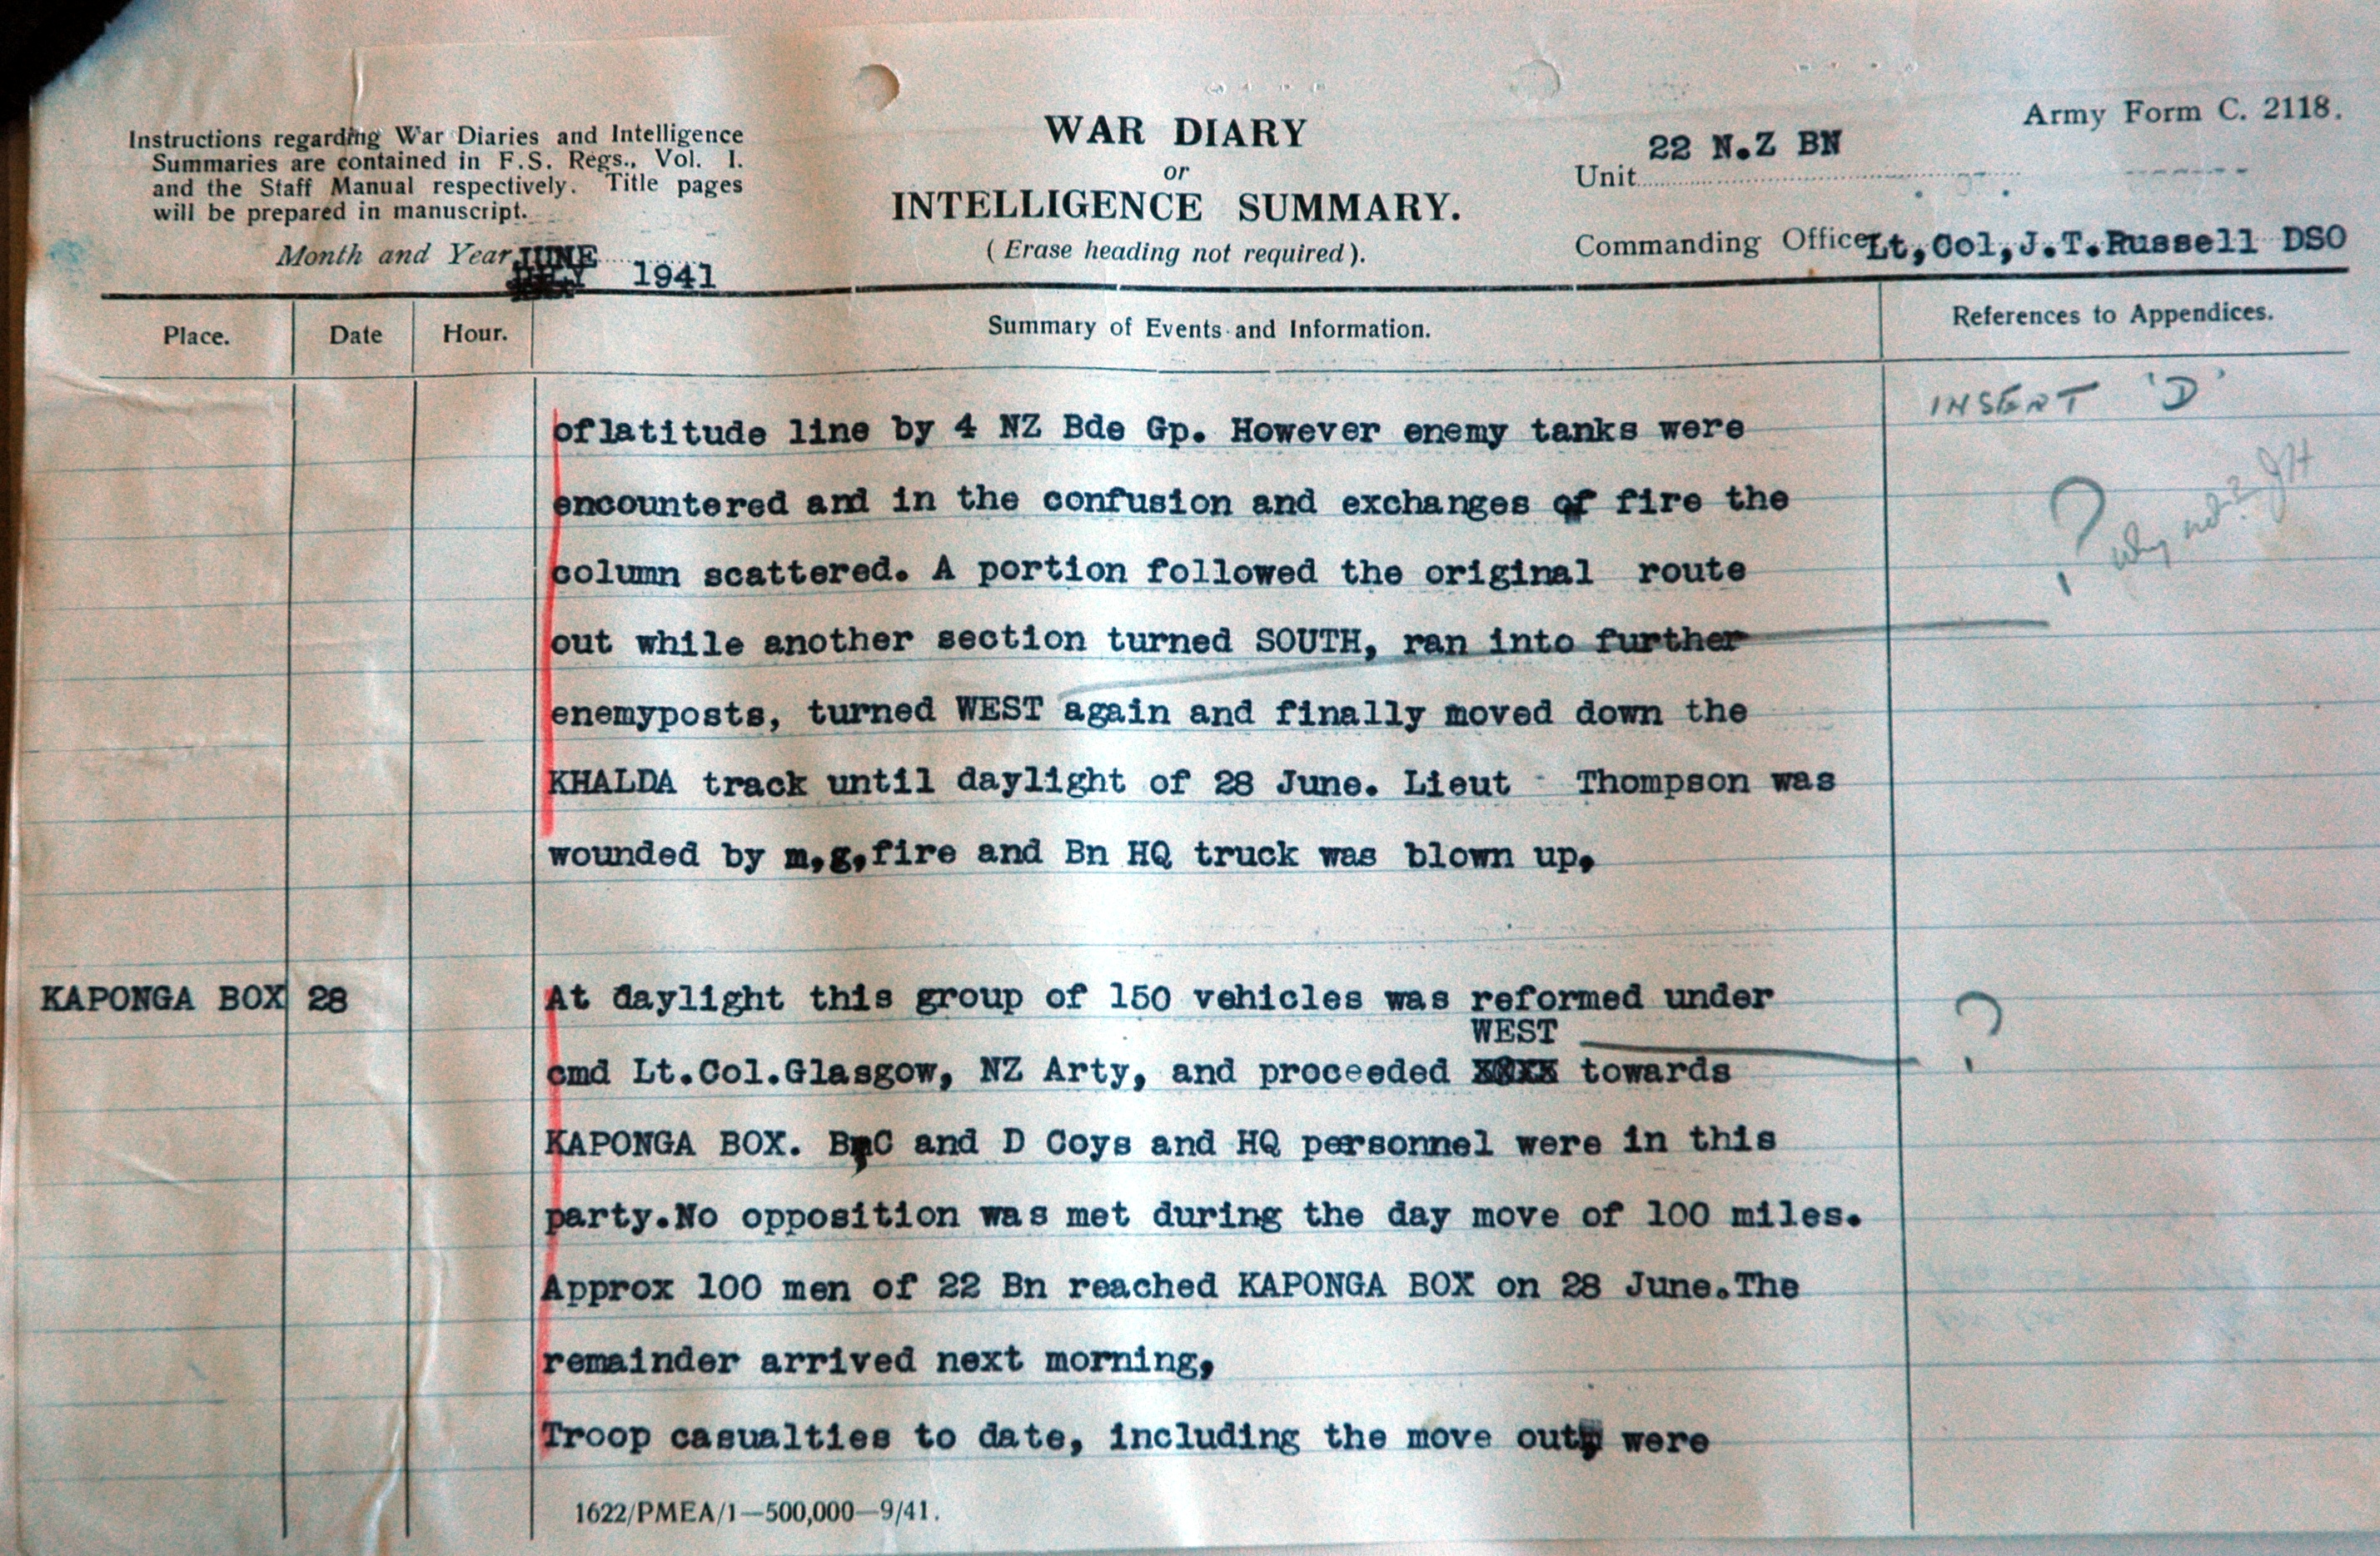 Instructions regarding War Diaries and Intelligence
Summaries are contained in F.S. Regs., Vol. I.
and the Staff Manual respectively. Title pages
will be prepared in manuscript.
Month and Year JUNE 1941
WAR DIARY
or
INTELLIGENCE SUMMARY.
(Erase heading not required).
Army Form C. 2118.
Unit 22 N.Z BN
Commanding Officer Lt,Col,J.T.Russell DSO
Place. Date Hour. Summary of Events and Information. References to Appendices.
INSERT 'D'
of latitude line by 4 NZ Bde Gp. However enemy tanks were
encountered and in the confusion and exchanges of fire the
? why not? JH
column scattered. A portion followed the original route
out while another section turned SOUTH, ran into further
enemyposts, turned WEST again and finally moved down the
KHALDA track until daylight of 28 June. Lieut - Thompson was
wounded by m,g,fire and Bn HQ truck was blown up,
KAPONGA BOX 28 At daylight this group of 150 vehicles was reformed under
?
WEST
cmd Lt.Col.Glasgow, NZ Arty, and proceeded XXXX towards
KAPONGA BOX. B,C and D Coys and HQ personnel were in this
party.No opposition was met during the day move of 100 miles.
Approx 100 men of 22 Bn reached KAPONGA BOX on 28 June.The
remainder arrived next morning,
Troop casualties to date, including the move out, were
1622/PMEA/1—500,000—9/41.